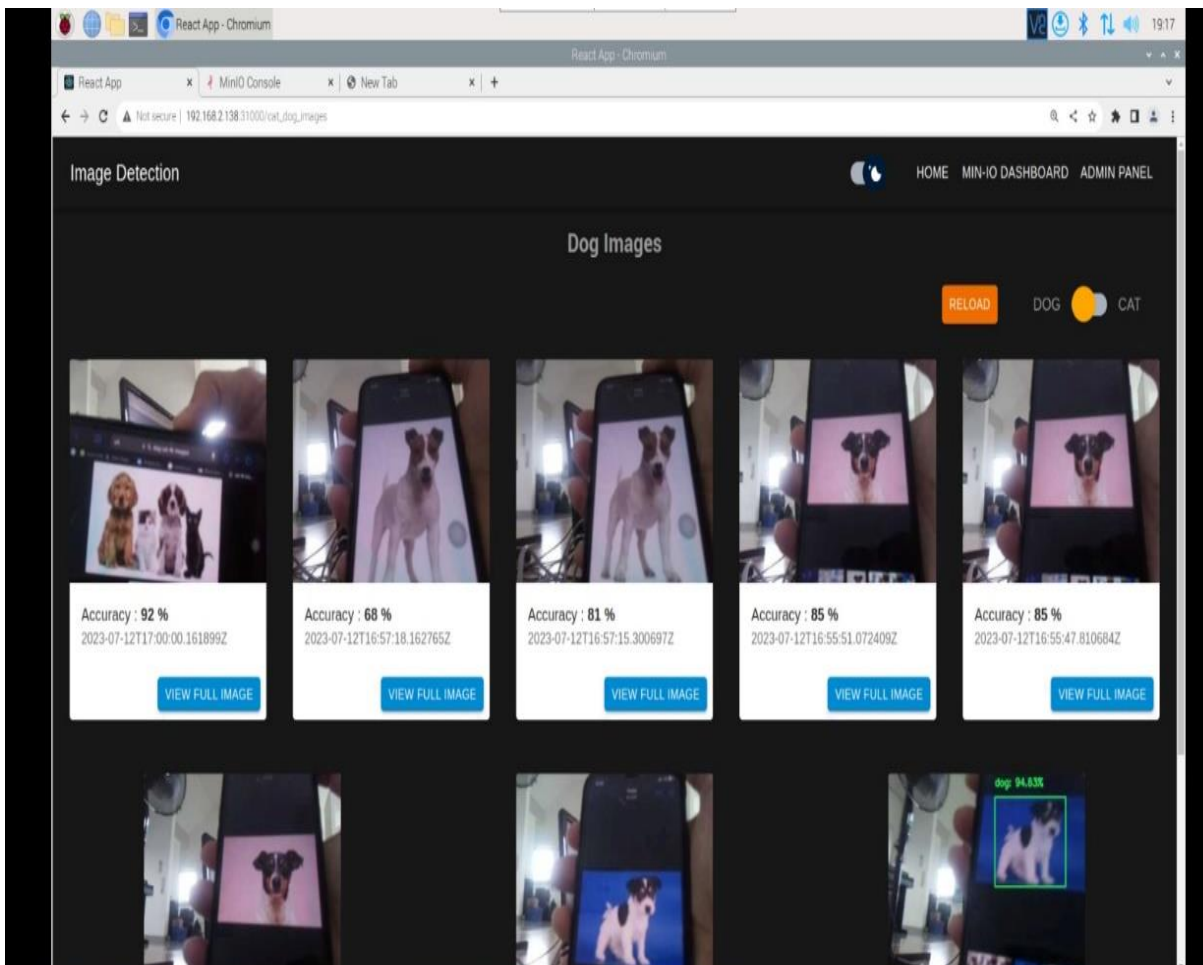 React App - Chromium
19:17
React App - Chromium
React App
MinIO Console
New Tab
Not secure | 192.168.2.138:31000/cat_dog_images
Image Detection
HOME MIN-IO DASHBOARD ADMIN PANEL
Dog Images
RELOAD DOG CAT
Accuracy : 92 %
2023-07-12T17:00:00.161899Z
VIEW FULL IMAGE
Accuracy : 68 %
2023-07-12T16:57:18.162765Z
VIEW FULL IMAGE
Accuracy : 81 %
2023-07-12T16:57:15.300697Z
VIEW FULL IMAGE
Accuracy : 85 %
2023-07-12T16:55:51.072409Z
VIEW FULL IMAGE
Accuracy : 85 %
2023-07-12T16:55:47.810684Z
VIEW FULL IMAGE
dog: 94.63%